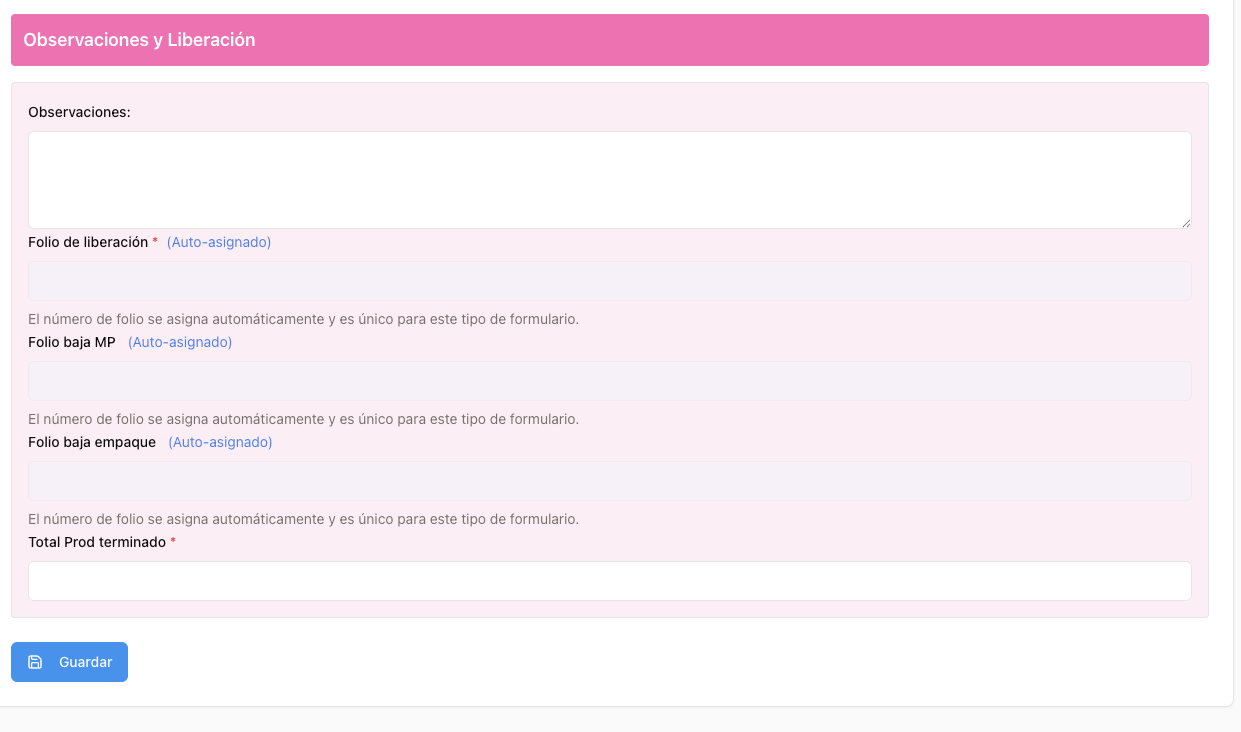 Observaciones y Liberación
Observaciones:
Folio de liberación * (Auto-asignado)
El número de folio se asigna automáticamente y es único para este tipo de formulario.
Folio baja MP (Auto-asignado)
El número de folio se asigna automáticamente y es único para este tipo de formulario.
Folio baja empaque (Auto-asignado)
El número de folio se asigna automáticamente y es único para este tipo de formulario.
Total Prod terminado *
Guardar